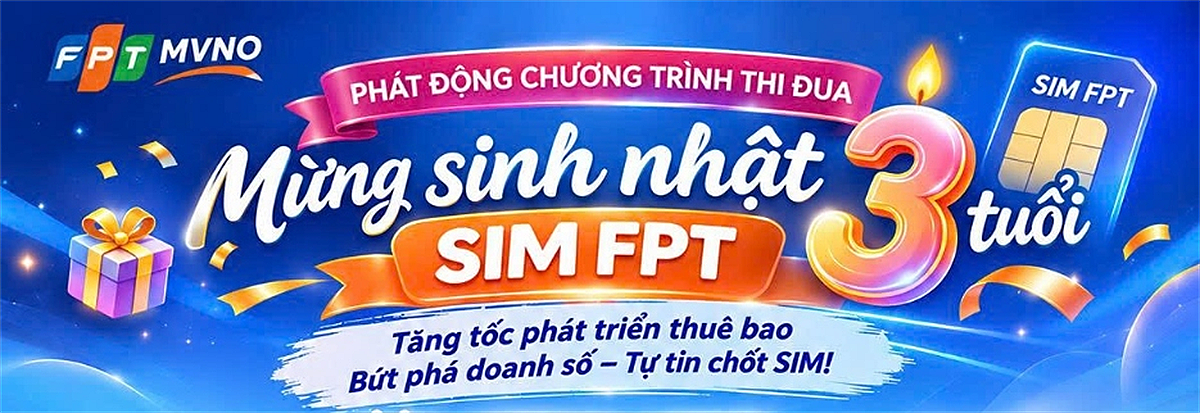 FPT MVNO
PHÁT ĐỘNG CHƯƠNG TRÌNH THI ĐUA
Mừng sinh nhật
SIM FPT
3 tuổi
SIM FPT
Tăng tốc phát triển thuê bao
Bứt phá doanh số – Tự tin chốt SIM!